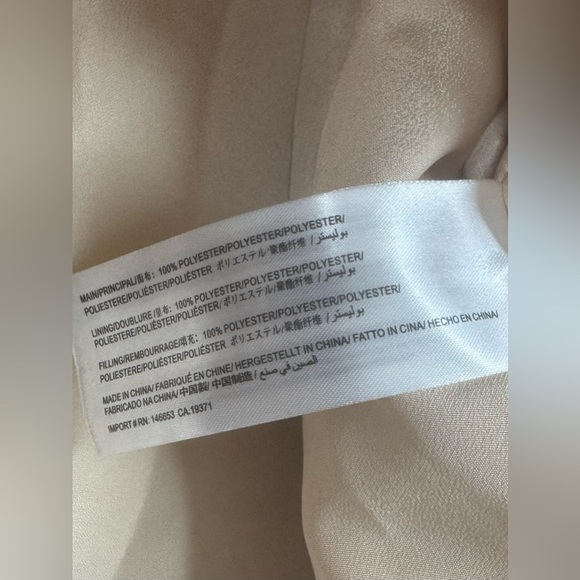 MAIN/PRINCIPAL/面布: 100% POLYESTER/POLYESTER/POLYESTER/
POLIESTERE/POLIÉSTER/POLIÉSTER ポリエステル/聚酯纤维 / بوليستر
LINING/DOUBLURE/里布: 100% POLYESTER/POLYESTER/POLYESTER/
POLIESTERE/POLIÉSTER/POLIÉSTER ポリエステル/聚酯纤维 / بوليستر
FILLING/REMBOURRAGE/填充: 100% POLYESTER/POLYESTER/POLYESTER/
POLIESTERE/POLIÉSTER/POLIÉSTER ポリエステル/聚酯纤维 / بوليستر
MADE IN CHINA/ FABRIQUÉ EN CHINE/ HERGESTELLT IN CHINA/ FATTO IN CINA/ HECHO EN CHINA/
FABRICADO NA CHINA/ 中国製/ 中国制造 / الصين في صنع
IMPORT # RN: 146653 CA.19371